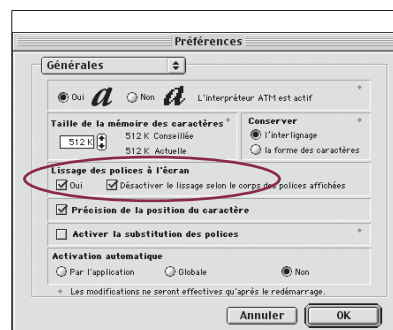 Préférences
Générales
Oui a Non a L'interpréteur ATM est actif *
Taille de la mémoire des caractères * Conserver *
512 K 512 K Conseillée l'interlignage
512 K Actuelle la forme des caractères
Lissage des polices à l'écran
Oui Désactiver le lissage selon le corps des polices affichées
Précision de la position du caractère
Activer la substitution des polices *
Activation automatique
Par l'application Globale Non
* Les modifications ne seront effectives qu'après le redémarrage.
Annuler OK